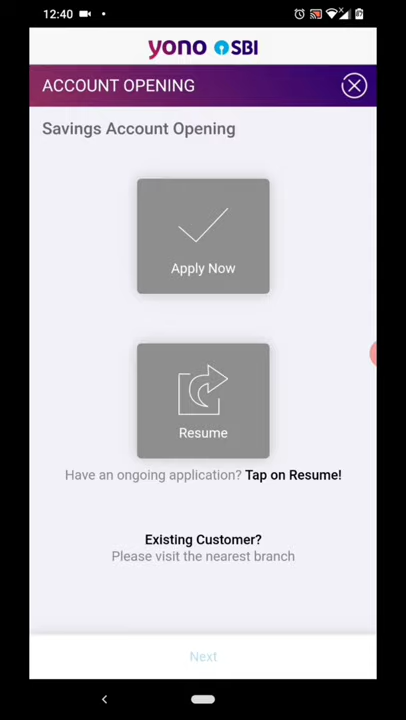 12:40
yono SBI
ACCOUNT OPENING
Savings Account Opening
Apply Now
Resume
Have an ongoing application? Tap on Resume!
Existing Customer?
Please visit the nearest branch
Next